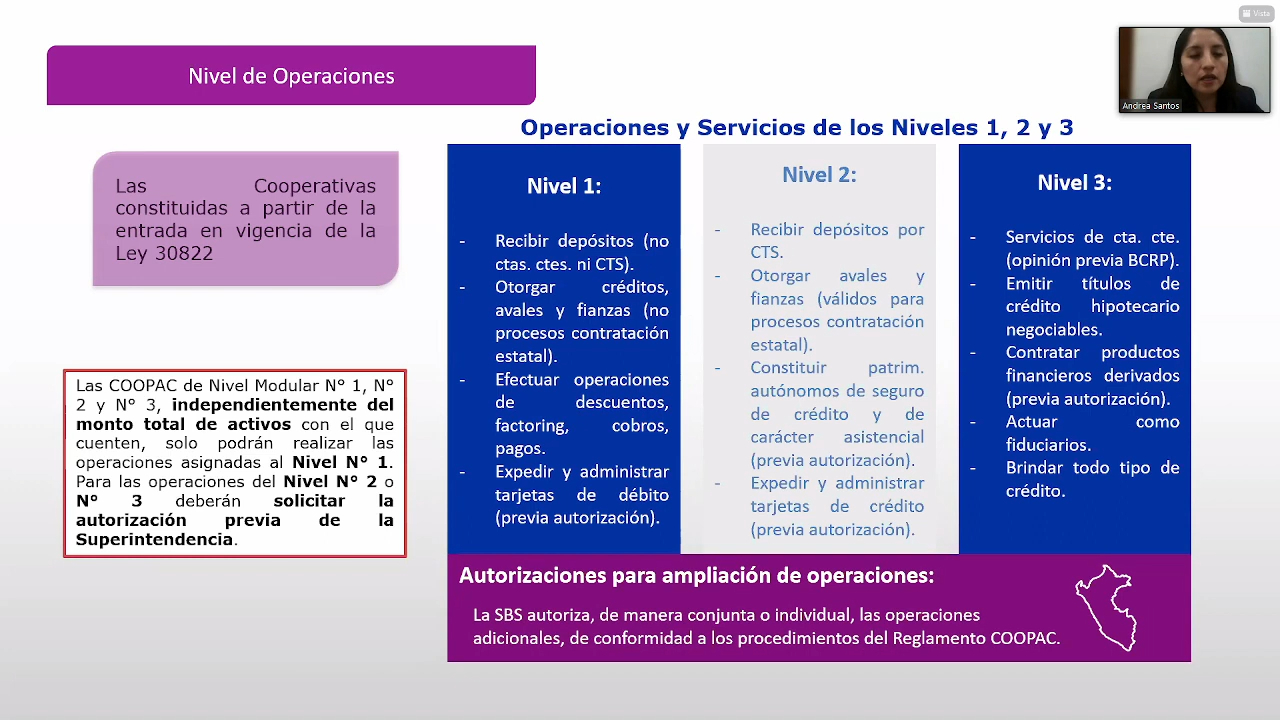 Vista
Nivel de Operaciones
Andrea Santos
Operaciones y Servicios de los Niveles 1, 2 y 3
Las Cooperativas
constituidas a partir de la
entrada en vigencia de la
Ley 30822
Las COOPAC de Nivel Modular N° 1, N°
2 y N° 3, independientemente del
monto total de activos con el que
cuenten, solo podrán realizar las
operaciones asignadas al Nivel N° 1.
Para las operaciones del Nivel N° 2 o
N° 3 deberán solicitar la
autorización previa de la
Superintendencia.
Nivel 1:
- Recibir depósitos (no
ctas. ctes. ni CTS).
- Otorgar créditos,
avales y fianzas (no
procesos contratación
estatal).
- Efectuar operaciones
de descuentos,
factoring, cobros,
pagos.
- Expedir y administrar
tarjetas de débito
(previa autorización).
Nivel 2:
- Recibir depósitos por
CTS.
- Otorgar avales y
fianzas (válidos para
procesos contratación
estatal).
- Constituir patrim.
autónomos de seguro
de crédito y de
carácter asistencial
(previa autorización).
- Expedir y administrar
tarjetas de crédito
(previa autorización).
Nivel 3:
- Servicios de cta. cte.
(opinión previa BCRP).
- Emitir títulos de
crédito hipotecario
negociables.
- Contratar productos
financieros derivados
(previa autorización).
- Actuar como
fiduciarios.
- Brindar todo tipo de
crédito.
Autorizaciones para ampliación de operaciones:
La SBS autoriza, de manera conjunta o individual, las operaciones
adicionales, de conformidad a los procedimientos del Reglamento COOPAC.